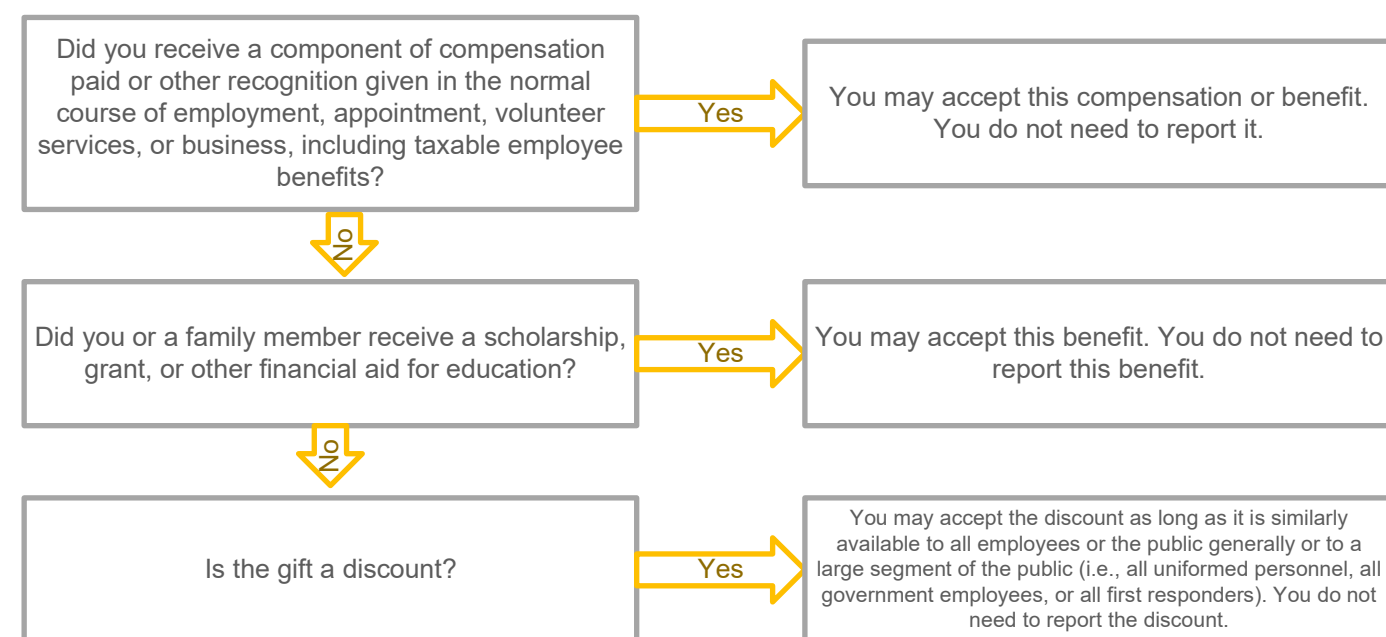 Did you receive a component of compensation
paid or other recognition given in the normal
course of employment, appointment, volunteer
services, or business, including taxable employee
benefits?
Yes
You may accept this compensation or benefit.
You do not need to report it.
No
Did you or a family member receive a scholarship,
grant, or other financial aid for education?
Yes
You may accept this benefit. You do not need to
report this benefit.
No
Is the gift a discount?
Yes
You may accept the discount as long as it is similarly
available to all employees or the public generally or to a
large segment of the public (i.e., all uniformed personnel, all
government employees, or all first responders). You do not
need to report the discount.